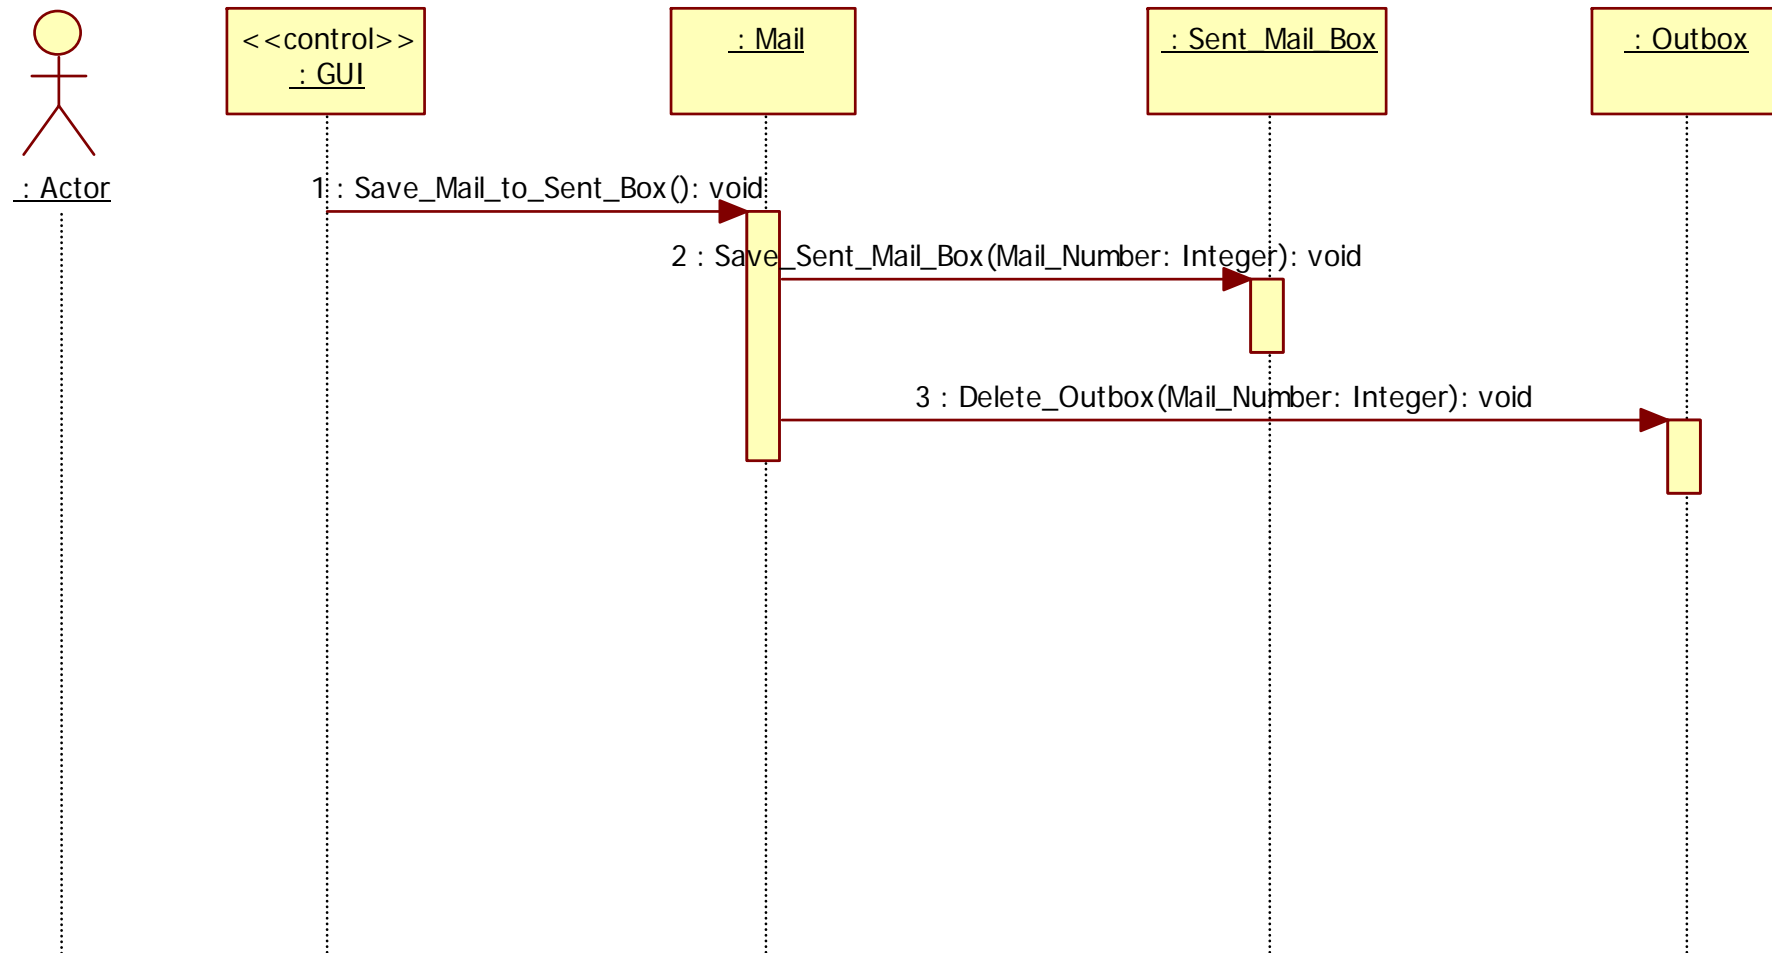 <<control>>
: GUI
: Mail
: Sent_Mail_Box
: Outbox
: Actor
1 : Save_Mail_to_Sent_Box(): void
2 : Save_Sent_Mail_Box(Mail_Number: Integer): void
3 : Delete_Outbox(Mail_Number: Integer): void